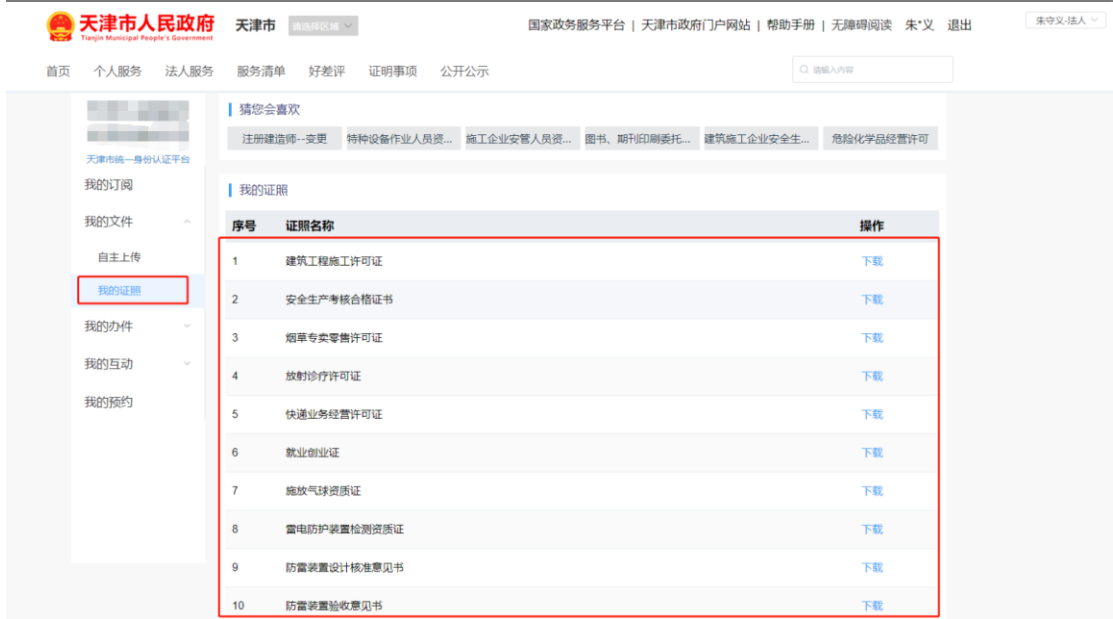 天津市人民政府 天津市 请选择区域 国家政务服务平台 | 天津市政府门户网站 | 帮助手册 | 无障碍阅读 朱*义 退出 朱守义-法人
Tianjin Municipal People's Government
首页 个人服务 法人服务 服务清单 好差评 证明事项 公开公示 请输入内容
猜您会喜欢
注册建造师--变更 特种设备作业人员资... 施工企业安管人员资... 图书、期刊印刷委托... 建筑施工企业安全生... 危险化学品经营许可
天津市统一身份认证平台
我的订阅
我的文件
自主上传
我的证照
我的办件
我的互动
我的预约
我的证照
序号 证照名称 操作
1 建筑工程施工许可证 下载
2 安全生产考核合格证书 下载
3 烟草专卖零售许可证 下载
4 放射诊疗许可证 下载
5 快递业务经营许可证 下载
6 就业创业证 下载
7 施放气球资质证 下载
8 雷电防护装置检测资质证 下载
9 防雷装置设计核准意见书 下载
10 防雷装置验收意见书 下载